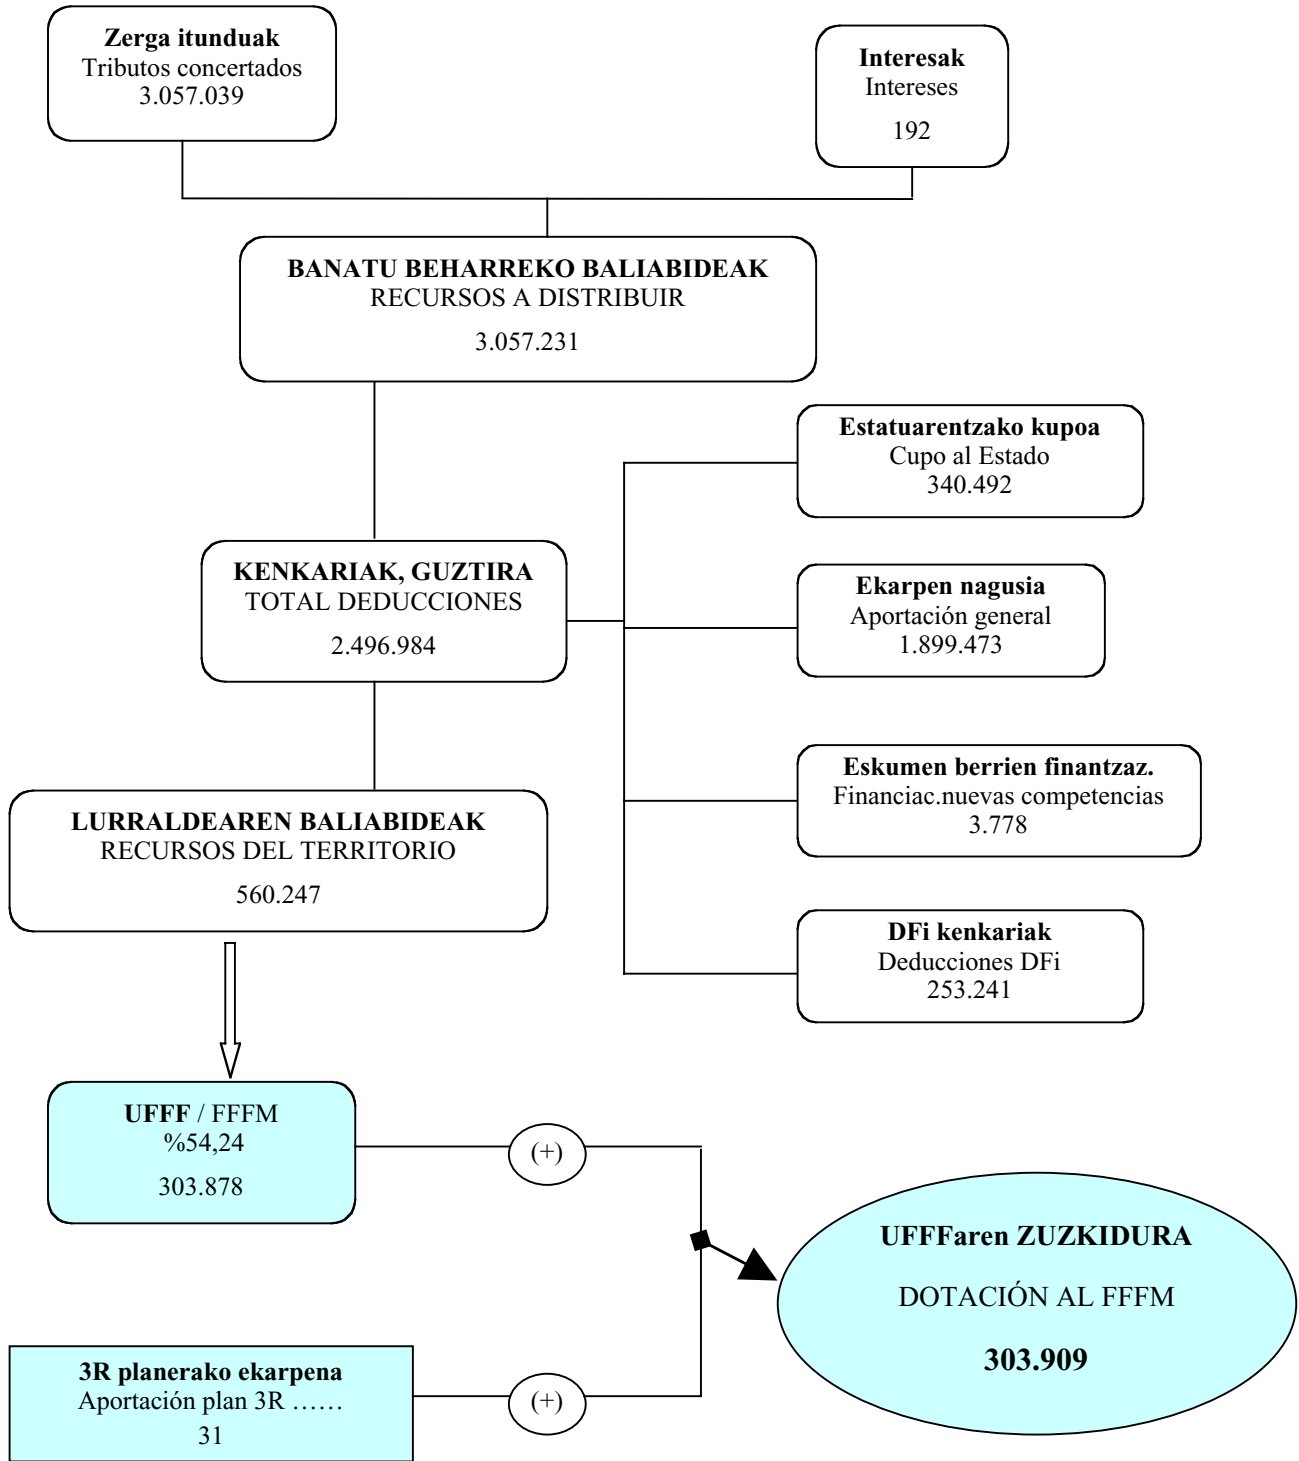 Zerga itunduak
Tributos concertados
3.057.039
Interesak
Intereses
192
BANATU BEHARREKO BALIABIDEAK
RECURSOS A DISTRIBUIR
3.057.231
Estatuarentzako kupoa
Cupo al Estado
340.492
KENKARIAK, GUZTIRA
TOTAL DEDUCCIONES
2.496.984
Ekarpen nagusia
Aportación general
1.899.473
Eskumen berrien finantzaz.
Financiac.nuevas competencias
3.778
LURRALDEAREN BALIABIDEAK
RECURSOS DEL TERRITORIO
560.247
DFi kenkariak
Deducciones DFi
253.241
UFFF / FFFM
%54,24
303.878
(+)
UFFFaren ZUZKIDURA
DOTACIÓN AL FFFM
303.909
3R planerako ekarpena
Aportación plan 3R ……
31
(+)